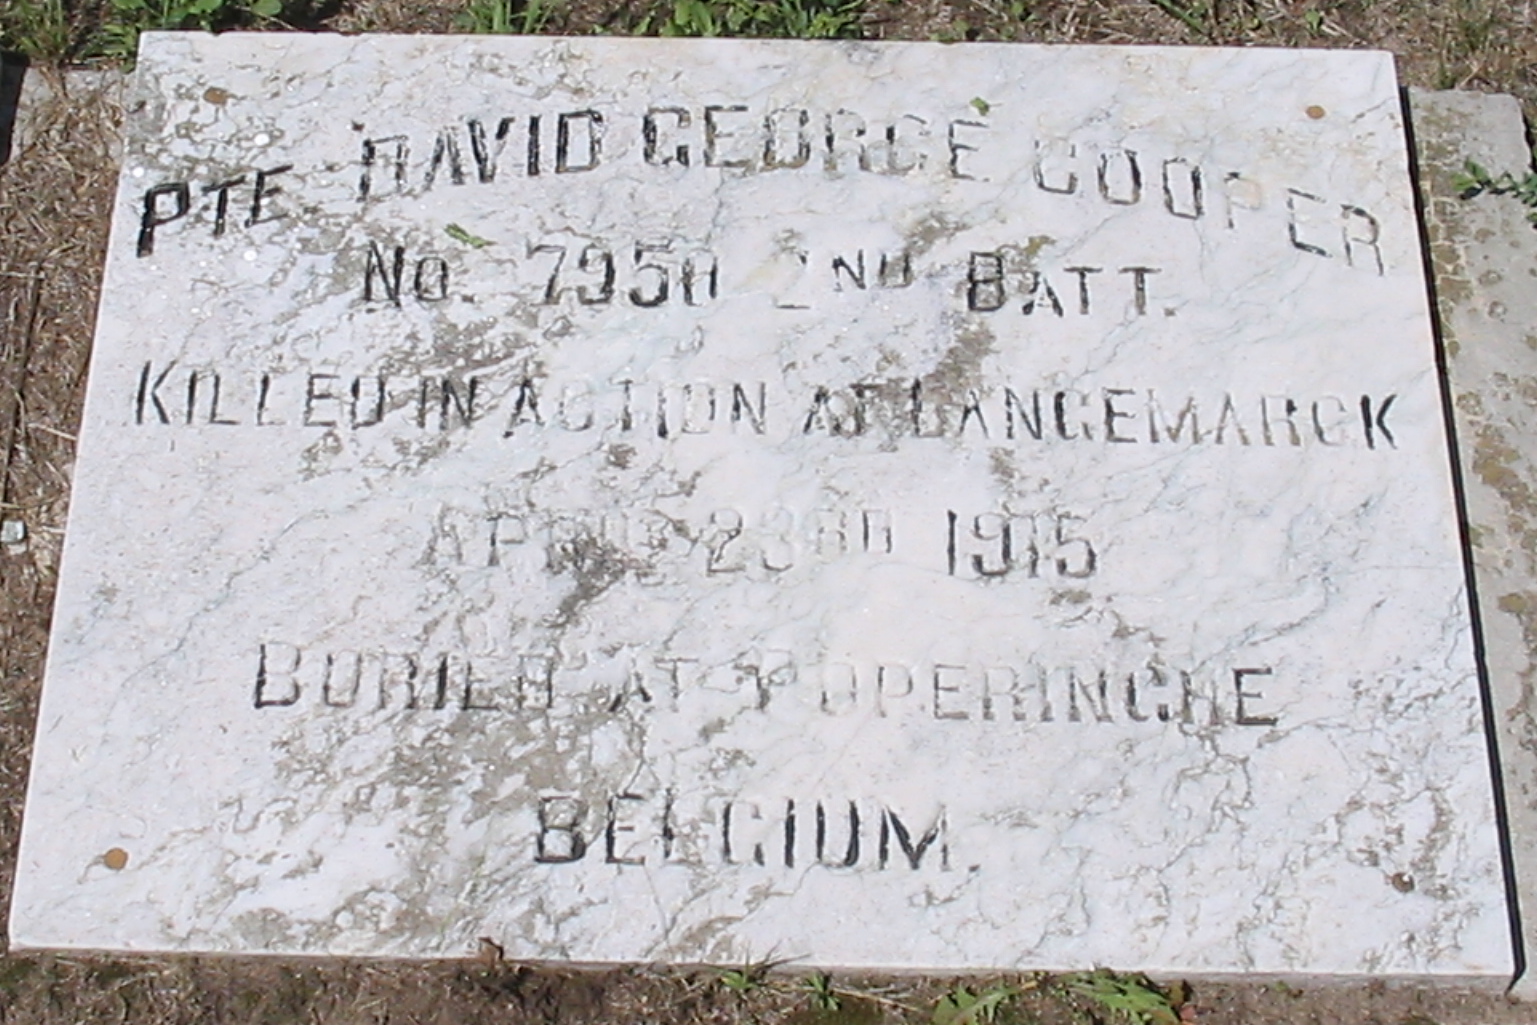 PTE DAVID GEORGE COOPER
No. 7950 2ND BATT.
KILLED IN ACTION AT LANGEMARCK
APRIL 23RD 1915
BURIED AT POPERINGHE
BELGIUM.